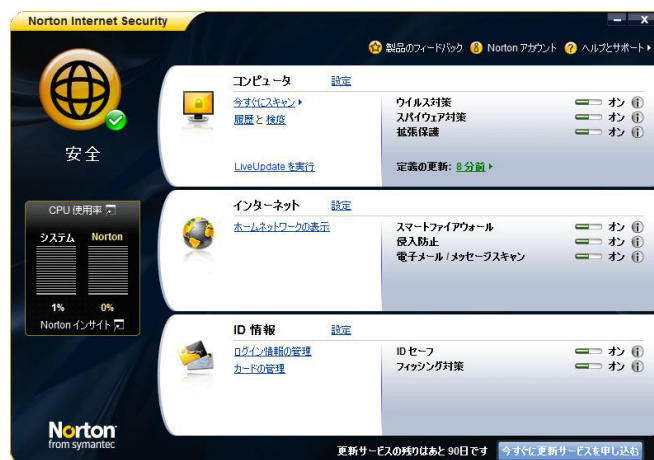 Norton Internet Security
製品のフィードバック Norton アカウント ヘルプとサポート
安全
CPU 使用率
システム Norton
1% 0%
Norton インサイト
コンピュータ 設定
今すぐにスキャン
履歴 と 検疫
LiveUpdate を実行
ウイルス対策 オン
スパイウェア対策 オン
拡張保護 オン
定義の更新: 8 分前
インターネット 設定
ホームネットワークの表示
スマートファイアウォール オン
侵入防止 オン
電子メール / メッセージスキャン オン
ID 情報 設定
ログイン情報の管理
カードの管理
ID セーフ オン
フィッシング対策 オン
Norton
from symantec
更新サービスの残りはあと 90日です 今すぐに更新サービスを申し込む